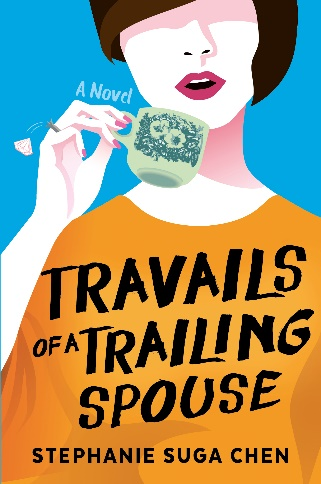 A Novel
TRAVAILS
OF A TRAILING
SPOUSE
STEPHANIE SUGA CHEN